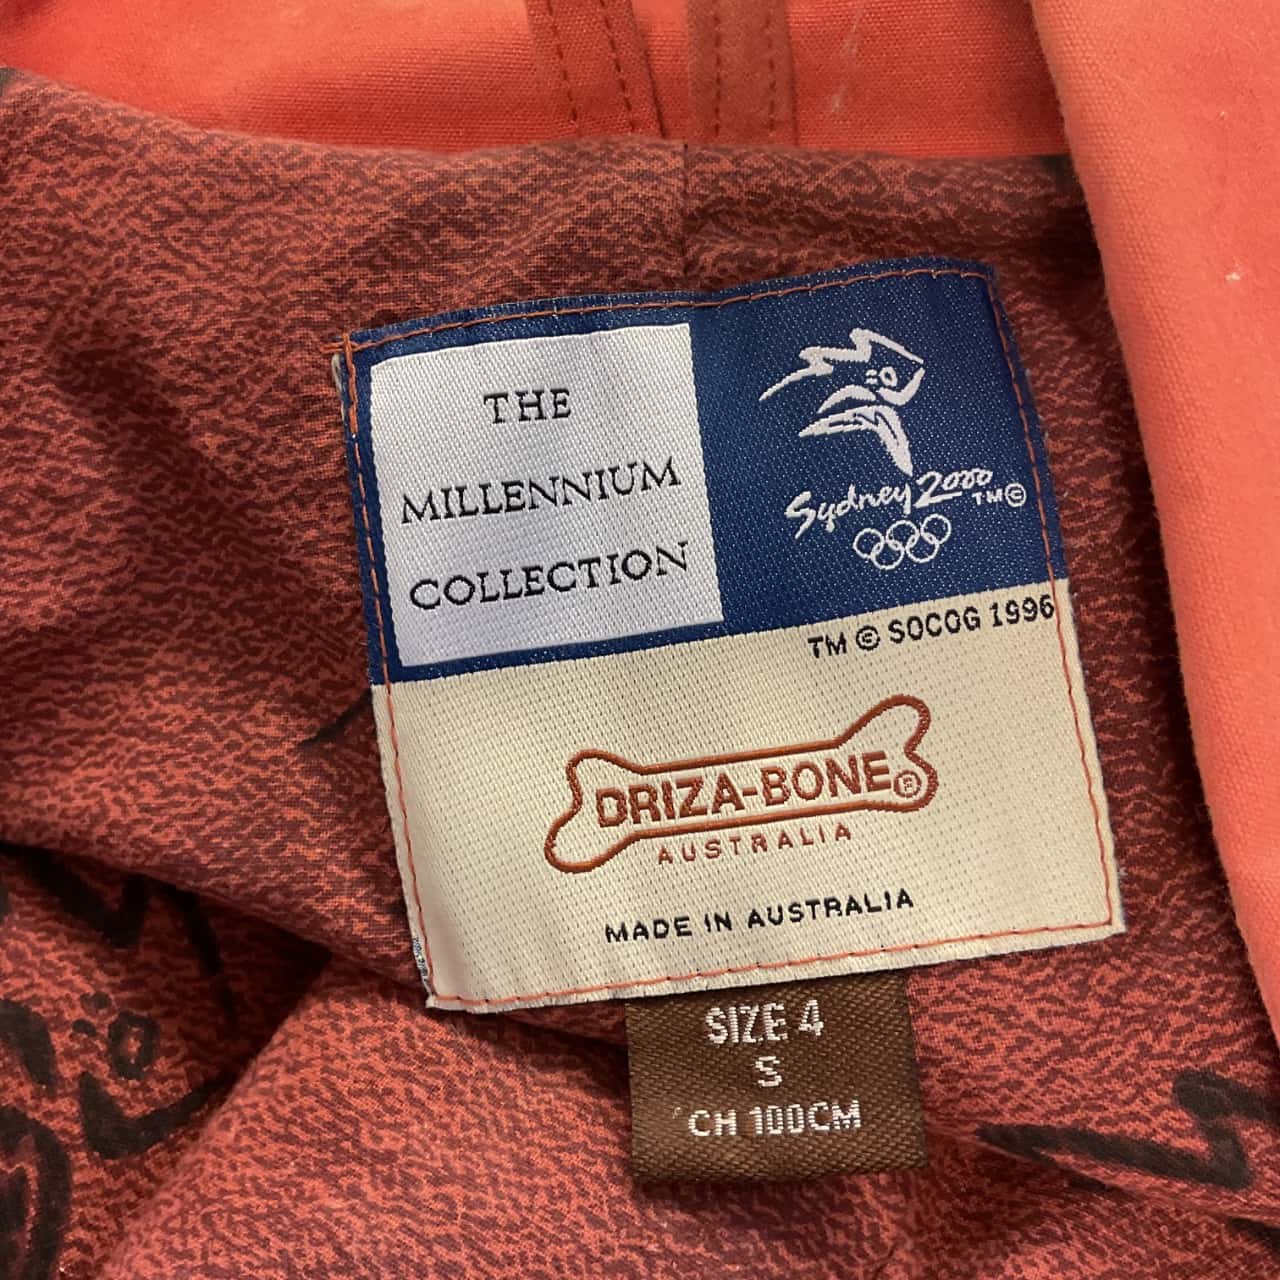 THE
MILLENNIUM
COLLECTION
Sydney 2000
TM©
TM © SOCOG 1996
DRIZA-BONE®
AUSTRALIA
MADE IN AUSTRALIA
SIZE 4
S
CH 100CM